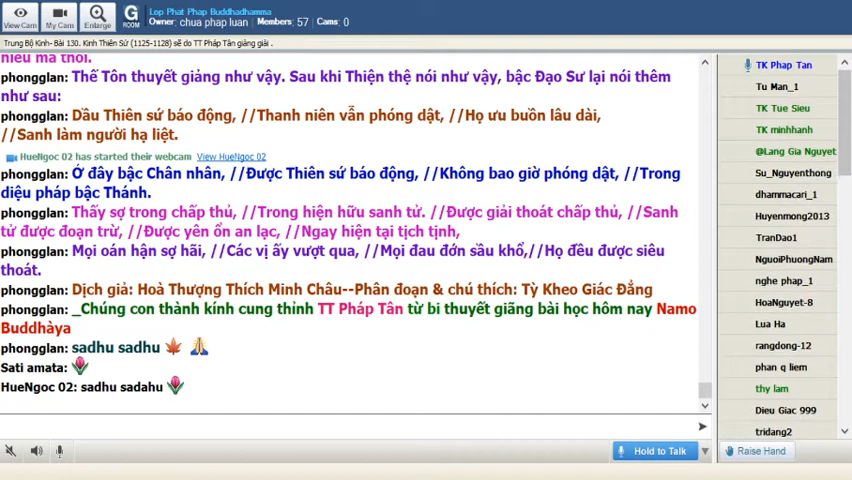 Lop Phat Phap Buddhadhamma
Owner: chua phap luan Members: 57 Cams: 0
View Cam My Cam Enlarge G ROOM
Trung Bộ Kinh- Bài 130. Kinh Thiên Sứ (1125-1128) sẽ do TT Pháp Tân giảng giải .
hiểu mà thôi.
phongglan: Thế Tôn thuyết giảng như vậy. Sau khi Thiện thệ nói như vậy, bậc Đạo Sư lại nói thêm
như sau:
phongglan: Dầu Thiên sứ báo động, //Thanh niên vẫn phóng dật, //Họ ưu buồn lâu dài,
//Sanh làm người hạ liệt.
HueNgoc 02 has started their webcam View HueNgoc 02
phongglan: Ở đây bậc Chân nhân, //Được Thiên sứ báo động, //Không bao giờ phóng dật, //Trong
diệu pháp bậc Thánh.
phongglan: Thấy sợ trong chấp thủ, //Trong hiện hữu sanh tử. //Được giải thoát chấp thủ, //Sanh
tử được đoạn trừ, //Được yên ổn an lạc, //Ngay hiện tại tịch tịnh,
phongglan: Mọi oán hận sợ hãi, //Các vị ấy vượt qua, //Mọi đau đớn sầu khổ,//Họ đều được siêu
thoát.
phongglan: Dịch giả: Hoà Thượng Thích Minh Châu--Phân đoạn & chú thích: Tỳ Kheo Giác Đẳng
phongglan: _Chúng con thành kính cung thỉnh TT Pháp Tân từ bi thuyết giãng bài học hôm nay Namo
Buddhàya
phongglan: sadhu sadhu
Sati amata:
HueNgoc 02: sadhu sadahu
TK Phap Tan
Tu Man_1
TK Tue Sieu
TK minhhanh
@Lang Gia Nguyet
Su_Nguyenthong
dhammacari_1
Huyenmong2013
TranDao1
NguoiPhuongNam
nghe phap_1
HoaNguyet-8
Lua Ha
rangdong-12
phan q liem
thy lam
Dieu Giac 999
tridang2
Hold to Talk
Raise Hand